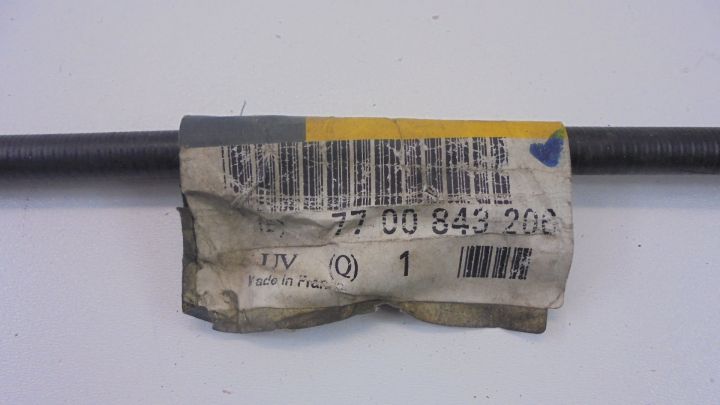 (P) 77 00 843 206
UV (Q) 1
Made in France